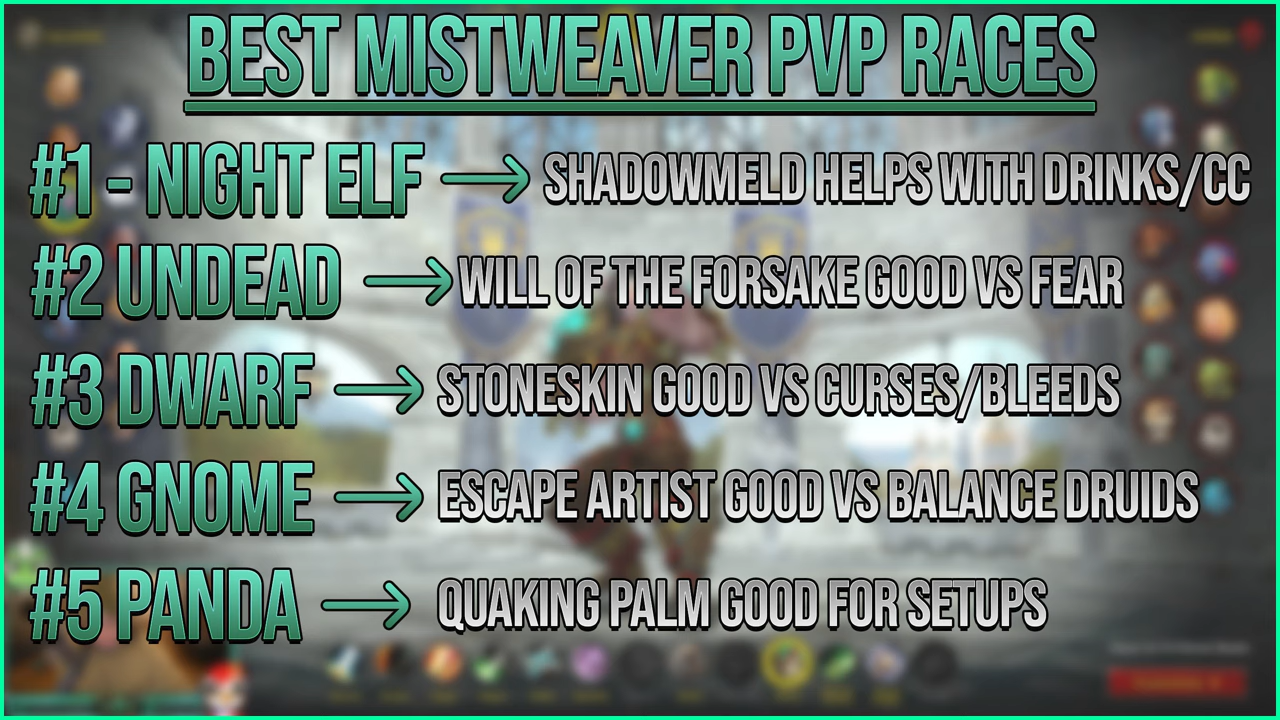 BEST MISTWEAVER PVP RACES
#1 - NIGHT ELF → SHADOWMELD HELPS WITH DRINKS/CC
#2 UNDEAD → WILL OF THE FORSAKE GOOD VS FEAR
#3 DWARF → STONESKIN GOOD VS CURSES/BLEEDS
#4 GNOME → ESCAPE ARTIST GOOD VS BALANCE DRUIDS
#5 PANDA → QUAKING PALM GOOD FOR SETUPS